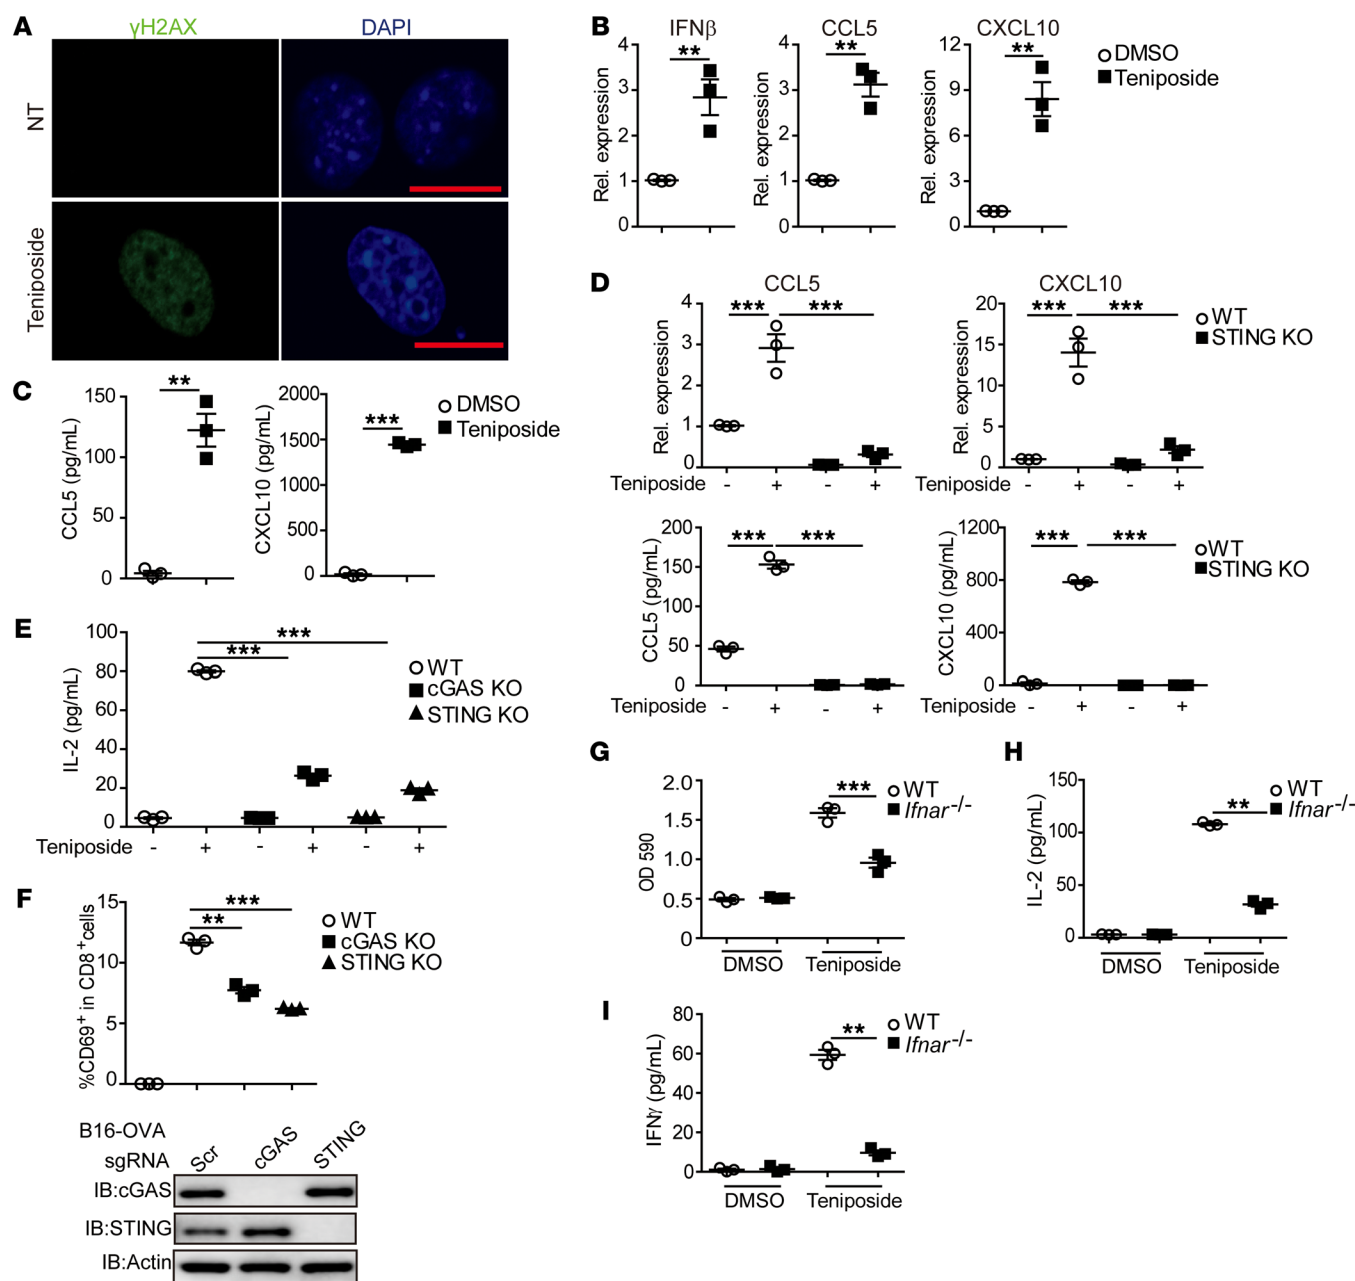 A
γH2AX
DAPI
NT
Teniposide
B
IFNβ
CCL5
CXCL10
**
**
**
Rel. expression
4
3
2
1
0
Rel. expression
4
3
2
1
0
Rel. expression
12
9
6
3
0
DMSO
Teniposide
C
**
CCL5 (pg/mL)
150
100
50
0
***
CXCL10 (pg/mL)
2000
1500
1000
500
0
DMSO
Teniposide
D
CCL5
CXCL10
*** ***
Rel. expression
4
3
2
1
0
Teniposide - + - +
*** ***
Rel. expression
20
15
10
5
0
Teniposide - + - +
WT
STING KO
*** ***
CCL5 (pg/mL)
200
150
100
50
0
Teniposide - + - +
*** ***
CXCL10 (pg/mL)
1200
800
400
0
Teniposide - + - +
WT
STING KO
E
***
***
IL-2 (pg/mL)
100
80
60
40
20
0
Teniposide - + - + - +
WT
cGAS KO
STING KO
F
***
**
%CD69+ in CD8+cells
15
10
5
0
WT
cGAS KO
STING KO
B16-OVA
sgRNA Scr cGAS STING
IB:cGAS
IB:STING
IB:Actin
G
***
OD 590
2.0
1.5
1.0
0.5
0
DMSO Teniposide
WT
Ifnar-/-
H
**
IL-2 (pg/mL)
150
100
50
0
DMSO Teniposide
WT
Ifnar-/-
I
**
IFNγ (pg/mL)
80
60
40
20
0
DMSO Teniposide
WT
Ifnar-/-